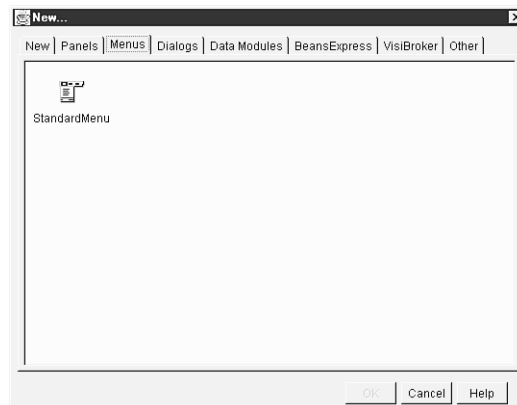 New...
New Panels Menus Dialogs Data Modules BeansExpress VisiBroker Other
StandardMenu
OK Cancel Help